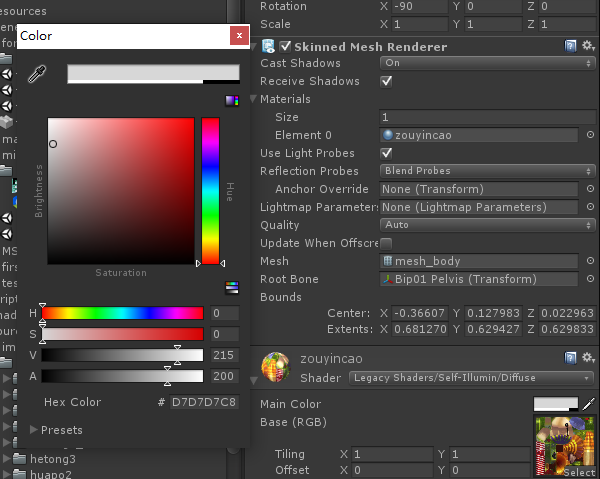 esources
Color
x
Brightness
Hue
Saturation
H 0
S 0
V 215
A 200
Hex Color # D7D7D7C8
Presets
hetong3
huapo2
Rotation X -90 Y 0 Z 0
Scale X 1 Y 1 Z 1
Skinned Mesh Renderer
Cast Shadows On
Receive Shadows
Materials
Size 1
Element 0 zouyincao
Use Light Probes
Reflection Probes Blend Probes
Anchor Override None (Transform)
Lightmap Parameters None (Lightmap Parameters)
Quality Auto
Update When Offscre
Mesh mesh_body
Root Bone Bip01 Pelvis (Transform)
Bounds
Center: X -0.36607 Y 0.127983 Z 0.022963
Extents: X 0.681270 Y 0.629427 Z 0.629833
zouyincao
Shader Legacy Shaders/Self-Illumin/Diffuse
Main Color
Base (RGB)
Tiling X 1 Y 1
Offset X 0 Y 0
Select